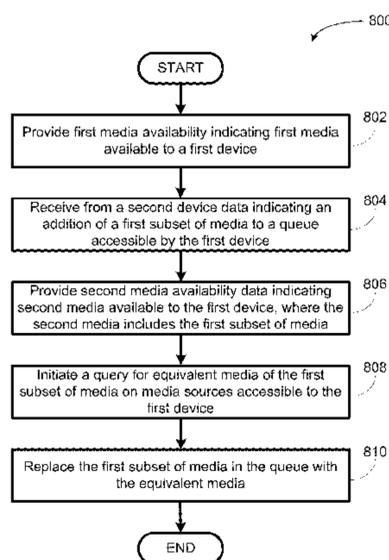 800
START
802
Provide first media availability indicating first media
available to a first device
804
Receive from a second device data indicating an
addition of a first subset of media to a queue
accessible by the first device
806
Provide second media availability data indicating
second media available to the first device, where the
second media includes the first subset of media
808
Initiate a query for equivalent media of the first
subset of media on media sources accessible to the
first device
810
Replace the first subset of media in the queue with
the equivalent media
END